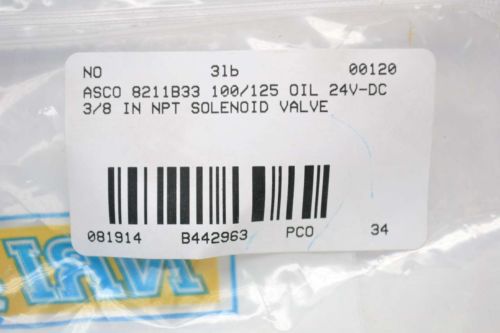 NO 3lb 00120
ASCO 8211B33 100/125 OIL 24V-DC
3/8 IN NPT SOLENOID VALVE
081914 B442963 PCO 34